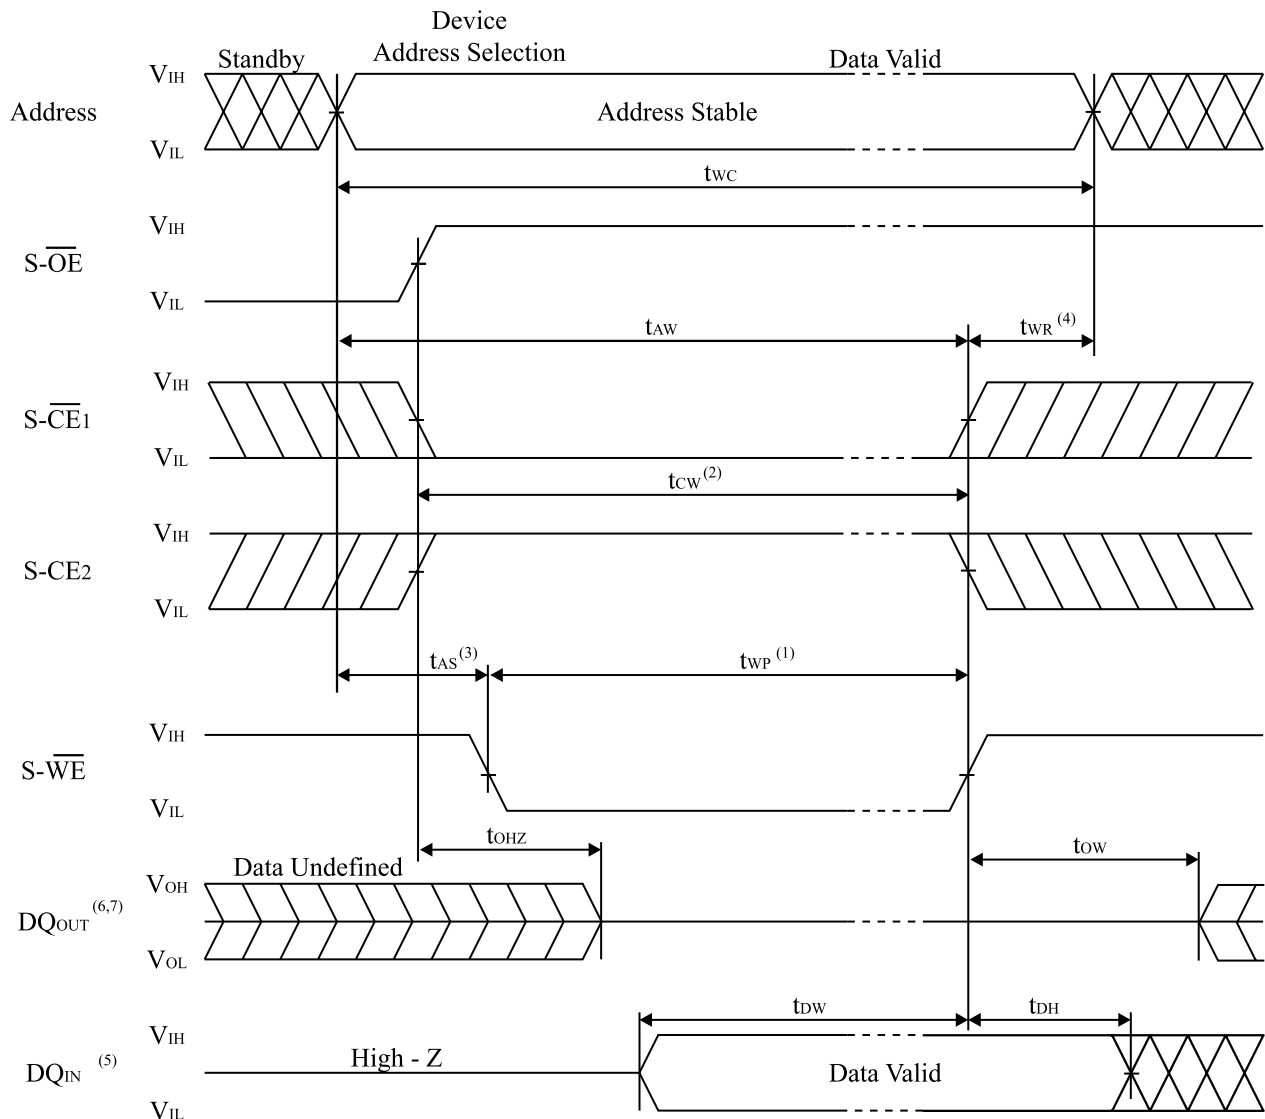 Device
Address Selection
Standby
Data Valid
VIH
Address
Address Stable
VIL
tWC
VIH
S-OE
VIL
tAW
tWR (4)
VIH
S-CE1
VIL
tCW (2)
VIH
S-CE2
VIL
tAS (3)
tWP (1)
VIH
S-WE
VIL
tOHZ
tOW
Data Undefined
VOH
DQOUT (6,7)
VOL
tDW
tDH
VIH
High - Z
DQIN (5)
Data Valid
VIL